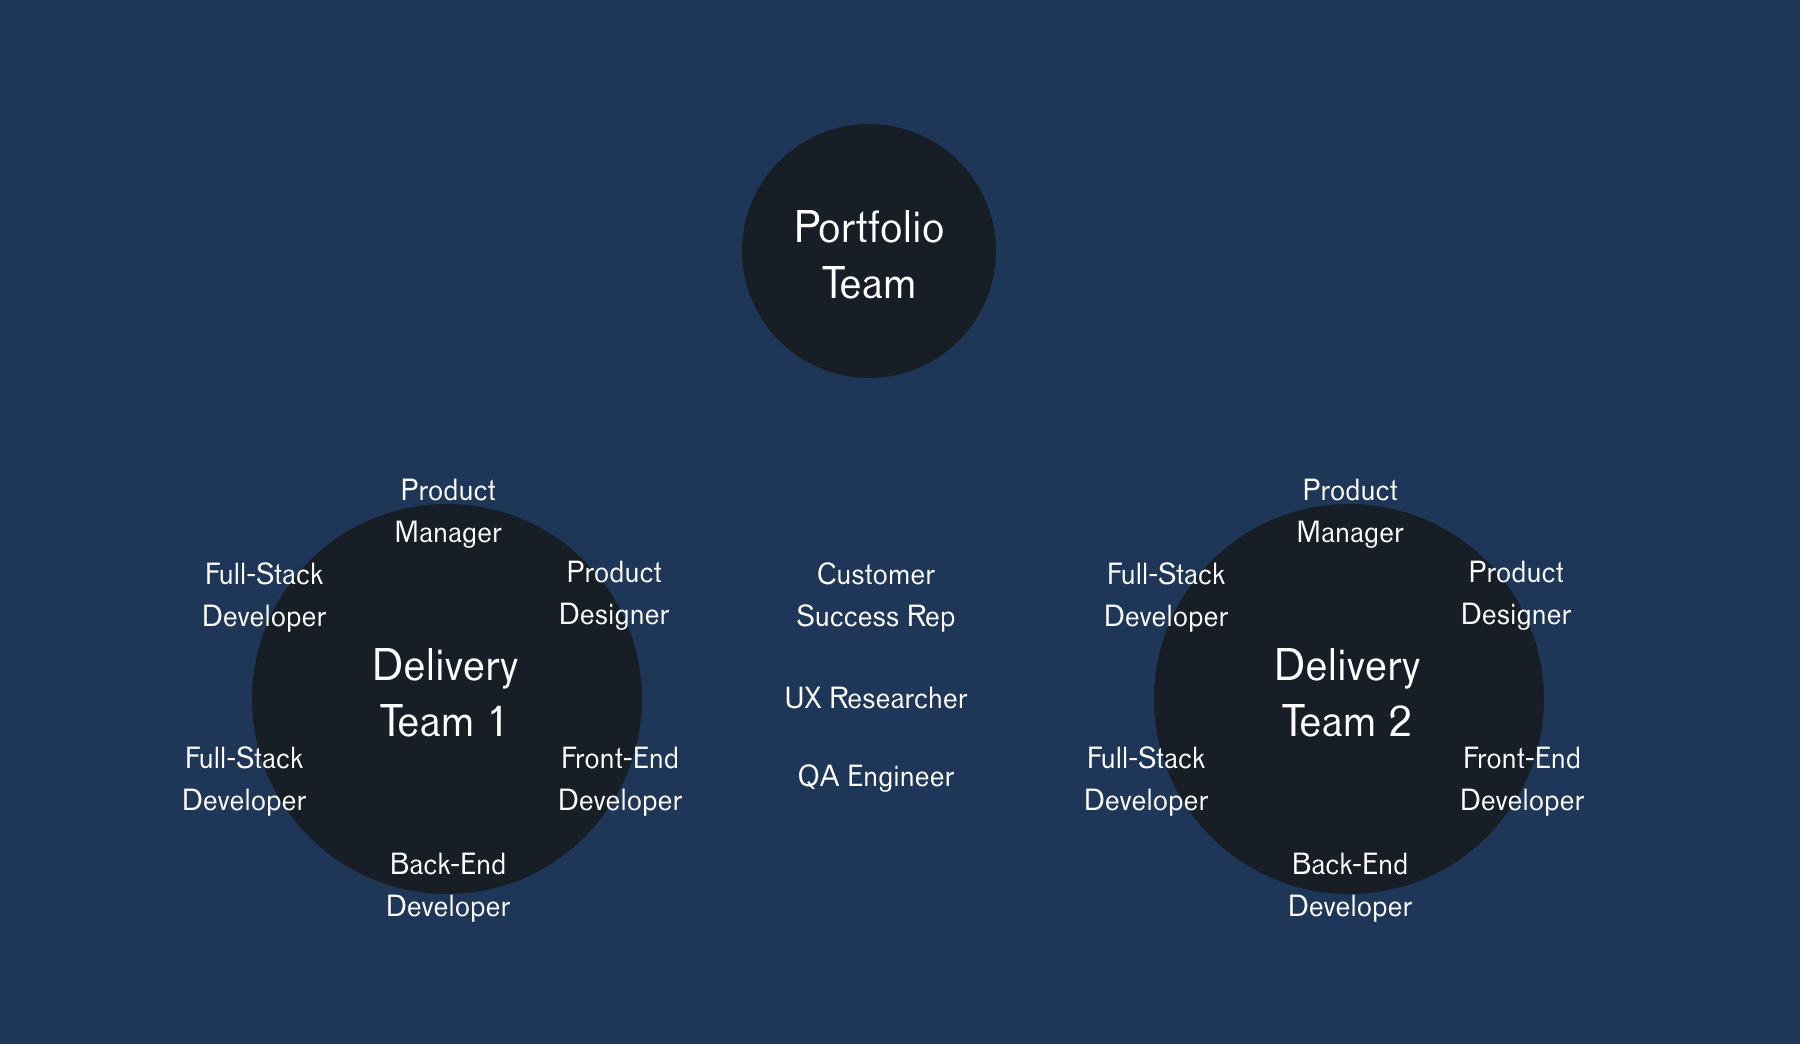 Portfolio
Team
Product
Manager
Full-Stack
Developer
Product
Designer
Delivery
Team 1
Full-Stack
Developer
Front-End
Developer
Back-End
Developer
Customer
Success Rep
UX Researcher
QA Engineer
Product
Manager
Full-Stack
Developer
Product
Designer
Delivery
Team 2
Full-Stack
Developer
Front-End
Developer
Back-End
Developer